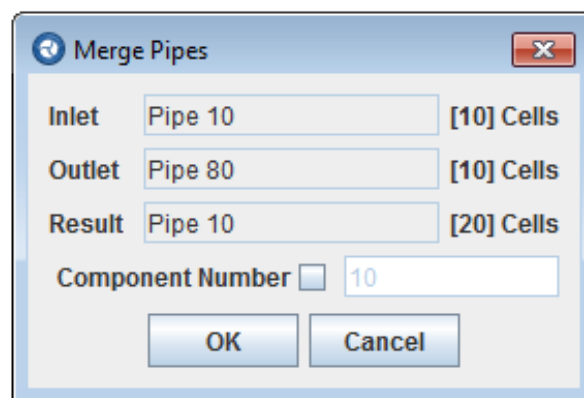 Merge Pipes
Inlet Pipe 10 [10] Cells
Outlet Pipe 80 [10] Cells
Result Pipe 10 [20] Cells
Component Number 10
OK Cancel